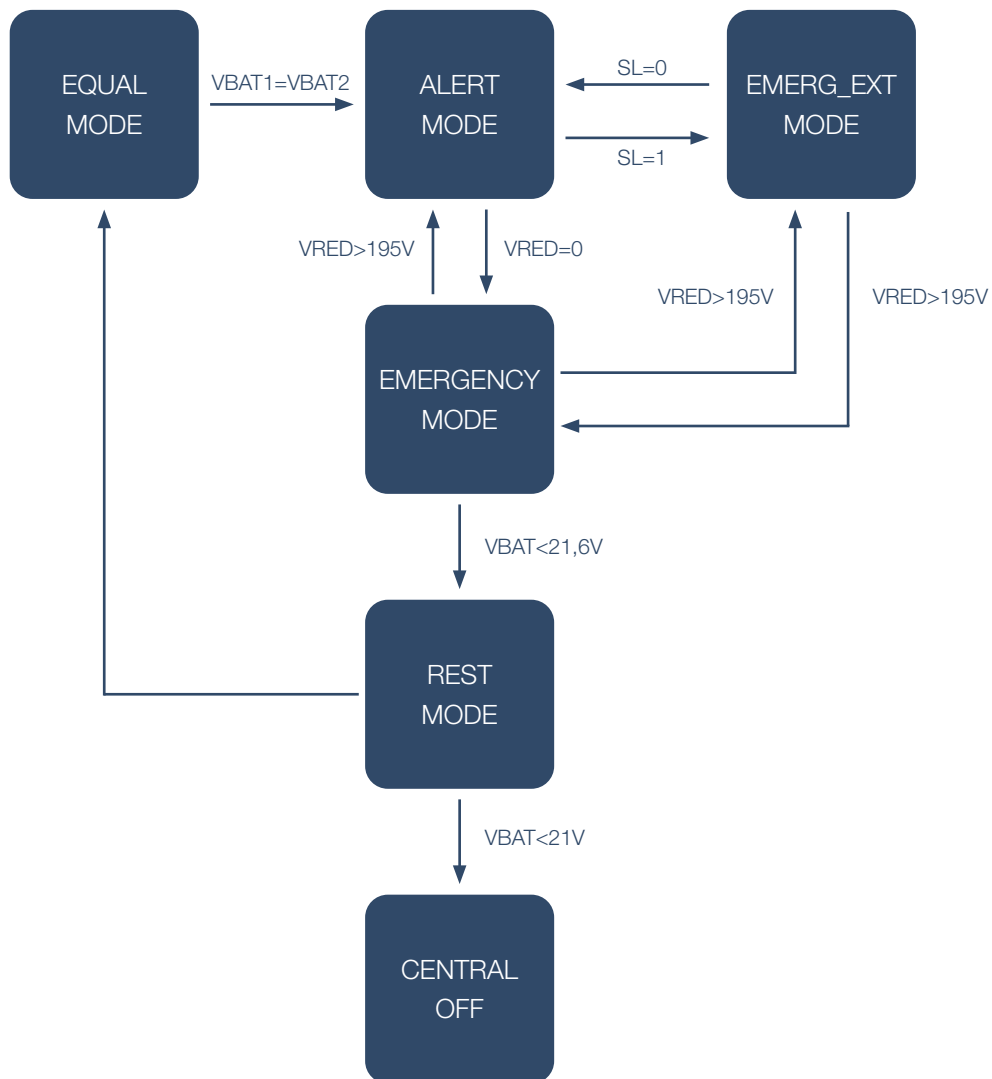 EQUAL
MODE
VBAT1=VBAT2
ALERT
MODE
SL=0
SL=1
EMERG_EXT
MODE
VRED>195V
VRED=0
VRED>195V
VRED>195V
EMERGENCY
MODE
VBAT<21,6V
REST
MODE
VBAT<21V
CENTRAL
OFF